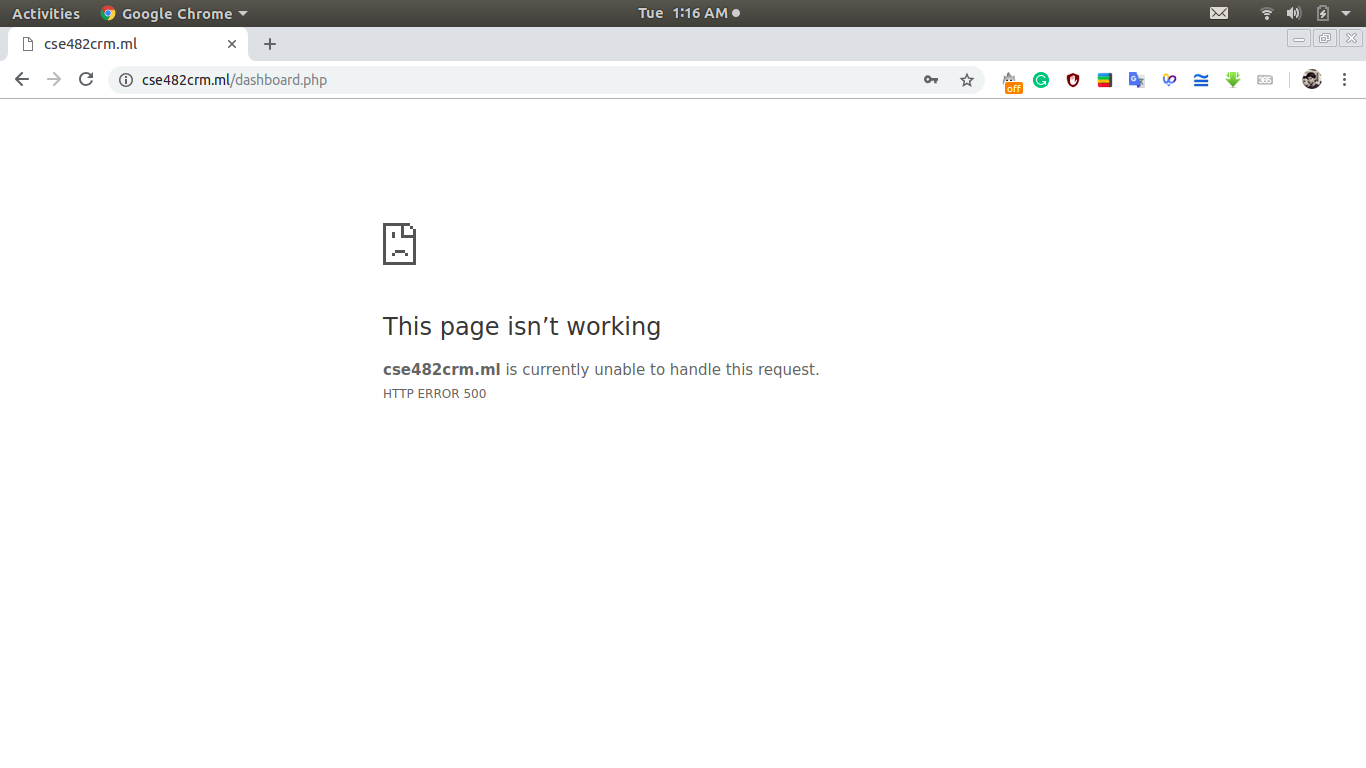 Activities Google Chrome Tue 1:16 AM
cse482crm.ml
cse482crm.ml/dashboard.php
off
365
This page isn’t working
cse482crm.ml is currently unable to handle this request.
HTTP ERROR 500